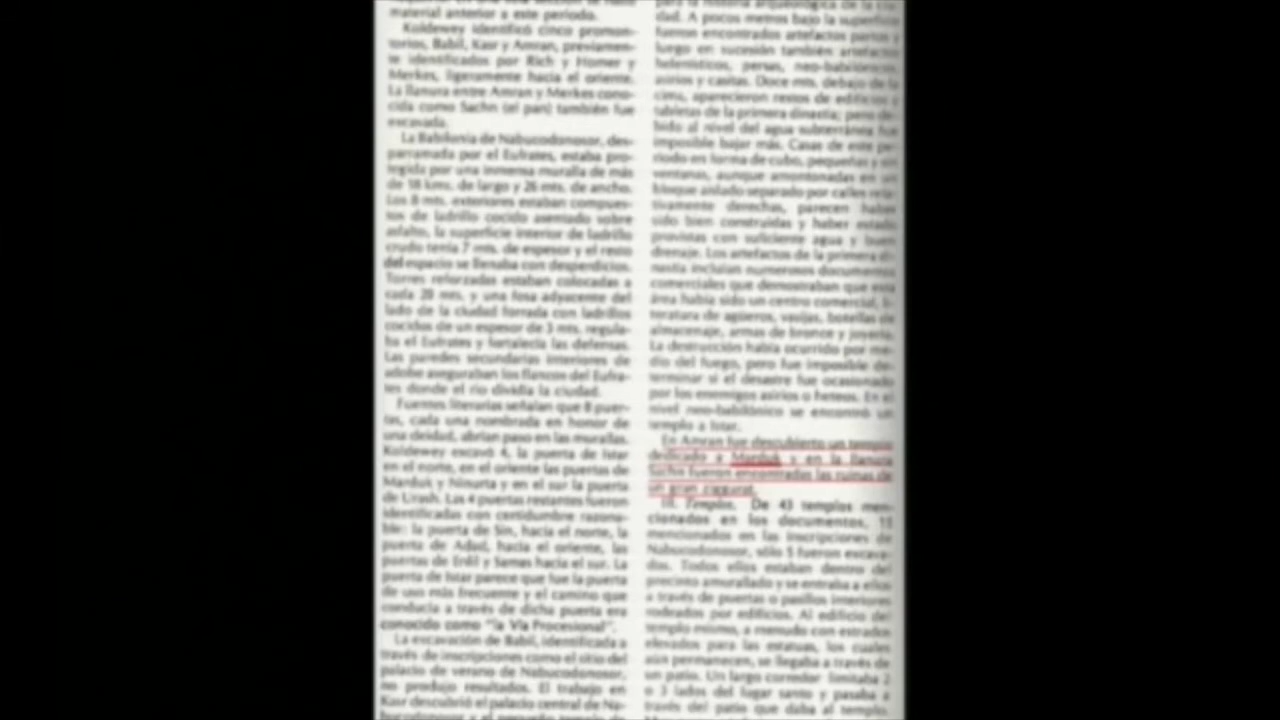 material anterior a este período.
Koldewey identificó cinco promon-
torios, Babil, Kasr y Amran, previamen-
te identificados por Rich y Homer y
Merkes, ligeramente hacia el oriente.
La llanura entre Amran y Merkes cono-
cida como Sachn (el pan) también fue
excavada.
La Babilonia de Nabucodonosor, des-
parramada por el Eufrates, estaba pro-
tegida por una inmensa muralla de más
de 18 kms. de largo y 26 mts. de ancho.
Los 8 mts. exteriores estaban compues-
tos de ladrillo cocido asentado sobre
asfalto, la superficie interior de ladrillo
crudo tenía 7 mts. de espesor y el resto
del espacio se llenaba con desperdicios.
Torres reforzadas estaban colocadas a
cada 20 mts. y una fosa adyacente del
lado de la ciudad forrada con ladrillos
cocidos de un espesor de 3 mts. regula-
ba el Eufrates y fortalecía las defensas.
Las paredes secundarias interiores de
adobe aseguraban los flancos del Eufra-
tes donde el río dividía la ciudad.
Fuentes literarias señalan que 8 puer-
tas, cada una nombrada en honor de
una deidad, abrían paso en las murallas.
Koldewey excavó 4, la puerta de Istar
en el norte, en el oriente las puertas de
Marduk y Ninurta y en el sur la puerta
de Urash. Las 4 puertas restantes fueron
identificadas con certidumbre razona-
ble: la puerta de Sin, hacia el norte, la
puerta de Adad, hacia el oriente, las
puertas de Enlil y Samas hacia el sur. La
puerta de Istar parece que fue la puerta
de uso más frecuente y el camino que
conducía a través de dicha puerta era
conocido como "la Vía Procesional".
La excavación de Babil, identificada a
través de inscripciones como el sitio del
palacio de verano de Nabucodonosor,
no produjo resultados. El trabajo en
Kasr descubrió el palacio central de Na-
para la historia arqueológica de la ciu-
dad. A pocos metros bajo la superficie
fueron encontrados artefactos partos y
luego en sucesión también artefactos
helenísticos, persas, neo-babilónicos,
asirios y casitas. Doce mts. debajo de la
cima, aparecieron restos de edificios y
tabletas de la primera dinastía; pero de-
bido al nivel del agua subterránea fue
imposible bajar más. Casas de este pe-
ríodo en forma de cubo, pequeñas y sin
ventanas, aunque amontonadas en un
bloque aislado separado por calles rela-
tivamente derechas, parecen haber
sido bien construidas y haber estado
provistas con suficiente agua y buen
drenaje. Los artefactos de la primera di-
nastía incluían numerosos documentos
comerciales que demostraban que esta
área había sido un centro comercial, li-
teratura de agüeros, vasijas, botellas de
almacenaje, armas de bronce y joyería.
La destrucción había ocurrido por me-
dio del fuego, pero fue imposible de-
terminar si el desastre fue ocasionado
por los enemigos asirios o heteos. En el
nivel neo-babilónico se encontró un
templo a Istar.
En Amran fue descubierto un templo
dedicado a Marduk y en la llanura
Sachn fueron encontradas las ruinas de
un gran ziggurat.
Templos. De 43 templos men-
cionados en los documentos, 15
mencionados en las inscripciones de
Nabucodonosor, sólo 5 fueron excava-
dos. Todos ellos estaban dentro del
precinto amurallado y se entraba a ellos
a través de puertas o pasillos interiores
rodeados por edificios. Al edificio del
templo mismo, a menudo con estrados
elevados para las estatuas, los cuales
aún permanecen, se llegaba a través de
un patio. Un largo corredor limitaba 2
o 3 lados del lugar santo y pasaba a
través del patio que daba al templo.